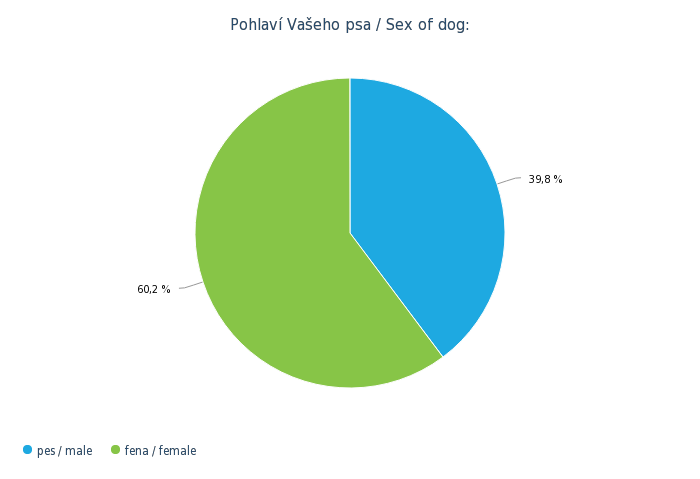 Pohlaví Vašeho psa / Sex of dog:
39,8 %
60,2 %
pes / male
fena / female